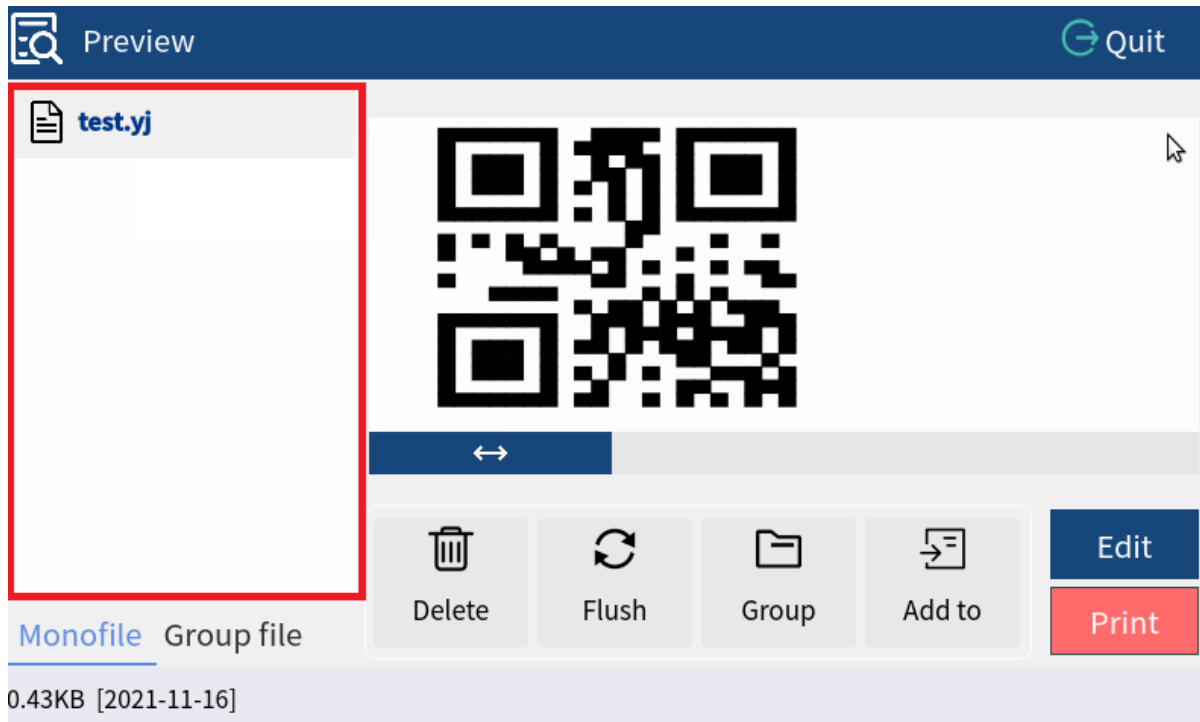 Preview
Quit
test.yj
Delete
Flush
Group
Add to
Edit
Print
Monofile
Group file
0.43KB [2021-11-16]